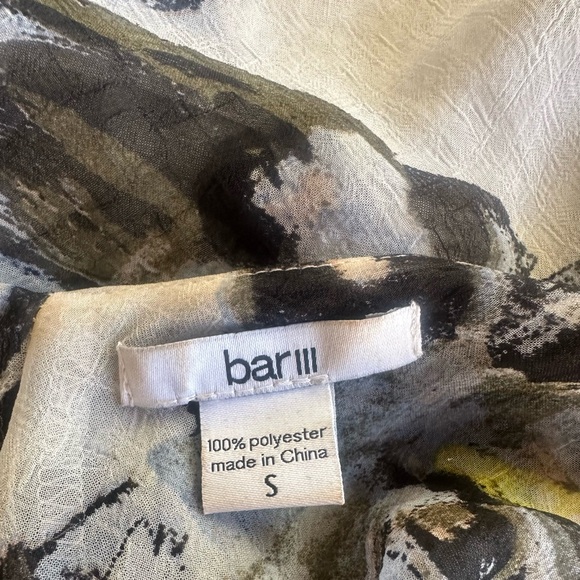 bar III
100% polyester
made in China
S